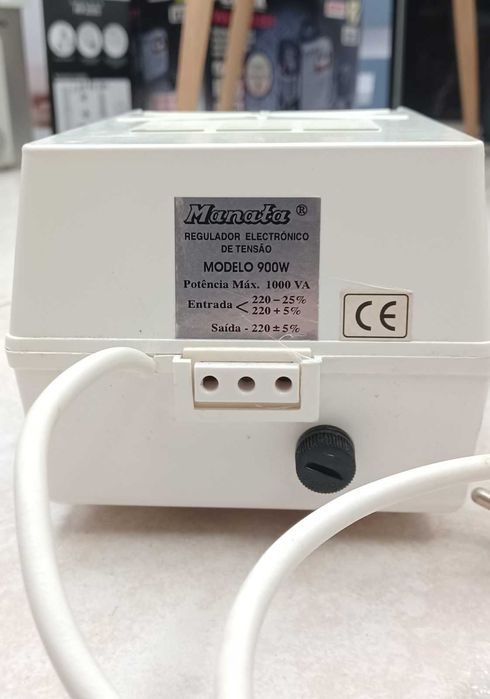 Manata ®
REGULADOR ELECTRÓNICO
DE TENSÃO
MODELO 900W
Potência Máx. 1000 VA
Entrada < 220 – 25%
220 + 5%
Saída - 220 ± 5%
CE